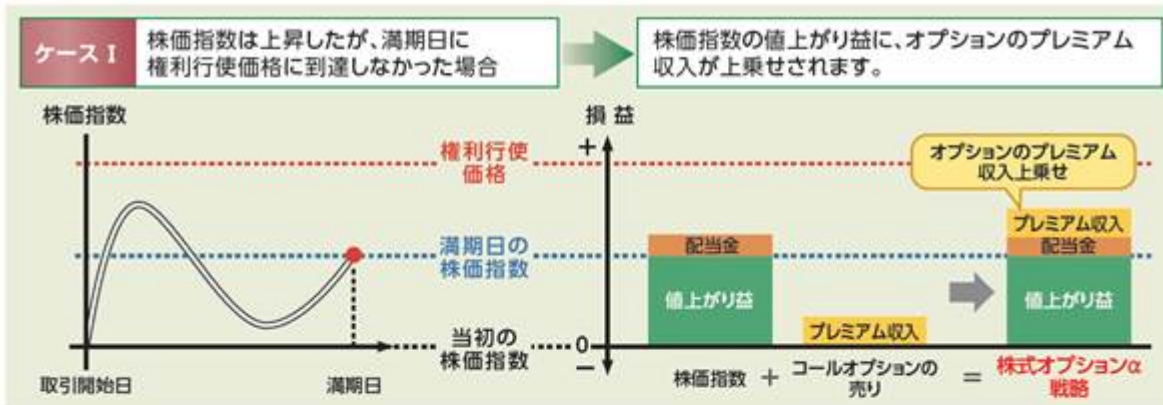 ケース I
株価指数は上昇したが、満期日に
権利行使価格に到達しなかった場合
株価指数の値上がり益に、オプションのプレミアム
収入が上乗せされます。
株価指数
権利行使
価格
満期日の
株価指数
当初の
株価指数
取引開始日
満期日
損 益
+
0
−
オプションのプレミアム
収入上乗せ
配当金
値上がり益
プレミアム収入
プレミアム収入
配当金
値上がり益
株価指数
+
コールオプションの
売り
=
株式オプションα
戦略